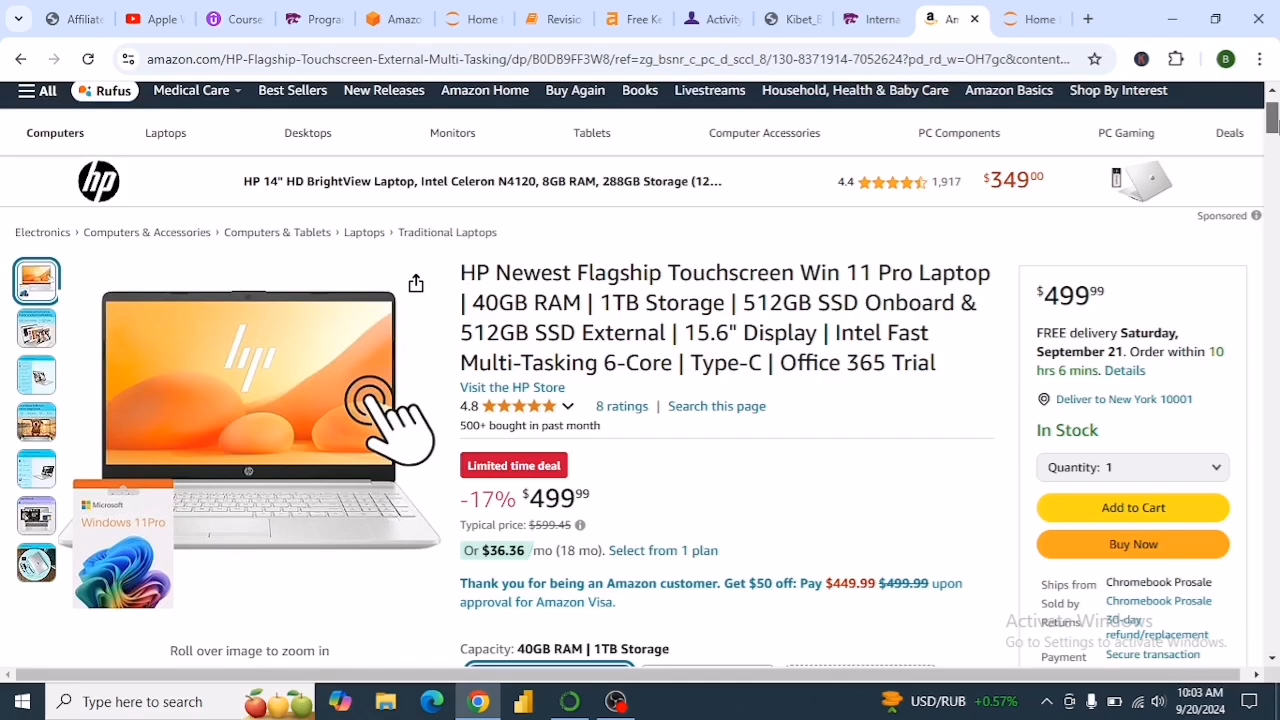 Affiliate
Apple \
Course
Progra
Amazo
Home
Revisio
Free Ke
Activity
Kibet_E
Interna
Am
Home
amazon.com/HP-Flagship-Touchscreen-External-Multi-Tasking/dp/B0DB9FF3W8/ref=zg_bsnr_c_pc_d_sccl_8/130-8371914-7052624?pd_rd_w=OH7gc&content...
K
B
All
Rufus
Medical Care
Best Sellers
New Releases
Amazon Home
Buy Again
Books
Livestreams
Household, Health & Baby Care
Amazon Basics
Shop By Interest
Computers
Laptops
Desktops
Monitors
Tablets
Computer Accessories
PC Components
PC Gaming
Deals
hp
HP 14" HD BrightView Laptop, Intel Celeron N4120, 8GB RAM, 288GB Storage (12...
4.4
1,917
$34900
Sponsored
Electronics › Computers & Accessories › Computers & Tablets › Laptops › Traditional Laptops
HP Newest Flagship Touchscreen Win 11 Pro Laptop
| 40GB RAM | 1TB Storage | 512GB SSD Onboard &
512GB SSD External | 15.6" Display | Intel Fast
Multi-Tasking 6-Core | Type-C | Office 365 Trial
Visit the HP Store
4.8
8 ratings | Search this page
500+ bought in past month
Limited time deal
-17% $49999
Typical price: $599.45
Or $36.36 /mo (18 mo). Select from 1 plan
Thank you for being an Amazon customer. Get $50 off: Pay $449.99 $499.99 upon
approval for Amazon Visa.
Capacity: 40GB RAM | 1TB Storage
hp
hp
Microsoft
Windows 11Pro
Roll over image to zoom in
$49999
FREE delivery Saturday,
September 21. Order within 10
hrs 6 mins. Details
Deliver to New York 10001
In Stock
Quantity: 1
Add to Cart
Buy Now
Ships from Chromebook Prosale
Sold by Chromebook Prosale
Returns 30-day
refund/replacement
Payment Secure transaction
Activate Windows
Go to Settings to activate Windows.
Type here to search
USD/RUB +0.57%
10:03 AM
9/20/2024